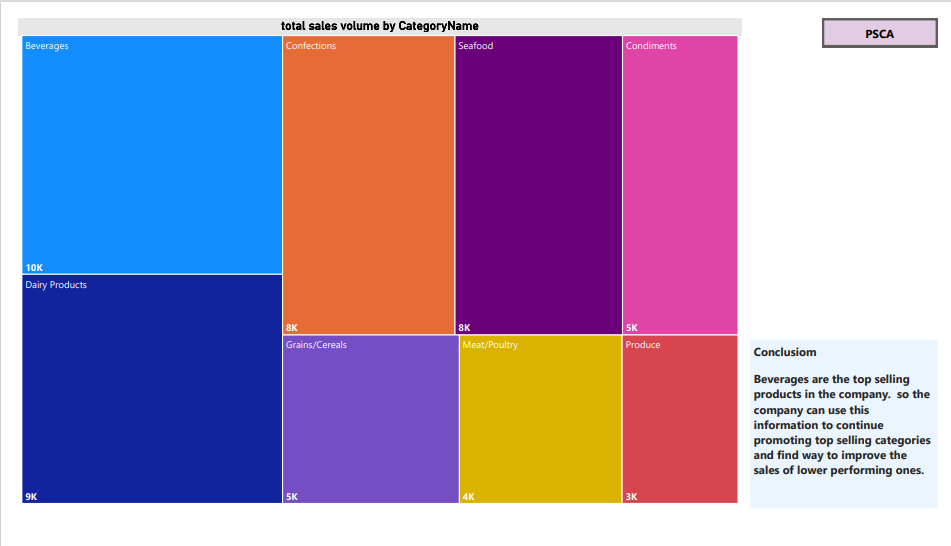 total sales volume by CategoryName
PSCA
Beverages
10K
Confections
8K
Seafood
8K
Condiments
5K
Dairy Products
9K
Grains/Cereals
5K
Meat/Poultry
4K
Produce
3K
Conclusiom
Beverages are the top selling
products in the company.  so the
company can use this
information to continue
promoting top selling categories
and find way to improve the
sales of lower performing ones.